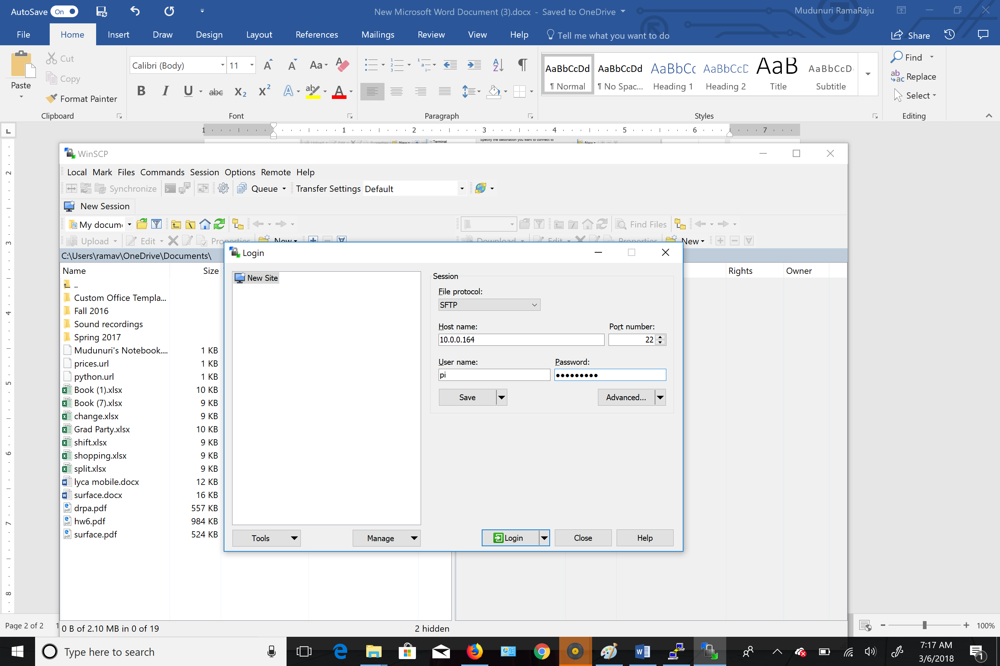 AutoSave On New Microsoft Word Document (3).docx - Saved to OneDrive Mudunuri RamaRaju
File Home Insert Draw Design Layout References Mailings Review View Help Tell me what you want to do Share
Paste Cut Copy Format Painter
Calibri (Body) 11
AaBbCcDd AaBbCcDd AaBbCc AaBbCcD AaB AaBbCcD
¶ Normal ¶ No Spac... Heading 1 Heading 2 Title Subtitle
Find
Replace
Select
Clipboard Font Paragraph Styles Editing
1 1 2 3 4 5 6 7
Terminal Specify the destination you want to connect to
WinSCP
Local Mark Files Commands Session Options Remote Help
Synchronize Queue Transfer Settings Default
New Session
My docume Find Files
Upload Edit Properties New Download Edit Properties New
C:\Users\ramav\OneDrive\Documents\
Name Size Rights Owner
..
Custom Office Templa...
Fall 2016
Sound recordings
Spring 2017
Mudunuri's Notebook.... 1 KB
prices.url 1 KB
python.url 1 KB
Book (1).xlsx 10 KB
Book (7).xlsx 9 KB
change.xlsx 9 KB
Grad Party.xlsx 10 KB
shift.xlsx 9 KB
shopping.xlsx 9 KB
split.xlsx 9 KB
lyca mobile.docx 12 KB
surface.docx 16 KB
drpa.pdf 557 KB
hw6.pdf 984 KB
surface.pdf 524 KB
Login
New Site
Session
File protocol:
SFTP
Host name: Port number:
10.0.0.164 22
User name: Password:
pi ●●●●●●●●●
Save Advanced...
Tools Manage Login Close Help
0 B of 2.10 MB in 0 of 19 2 hidden
Page 2 of 2 100%
Type here to search
7:17 AM
3/6/2018
1